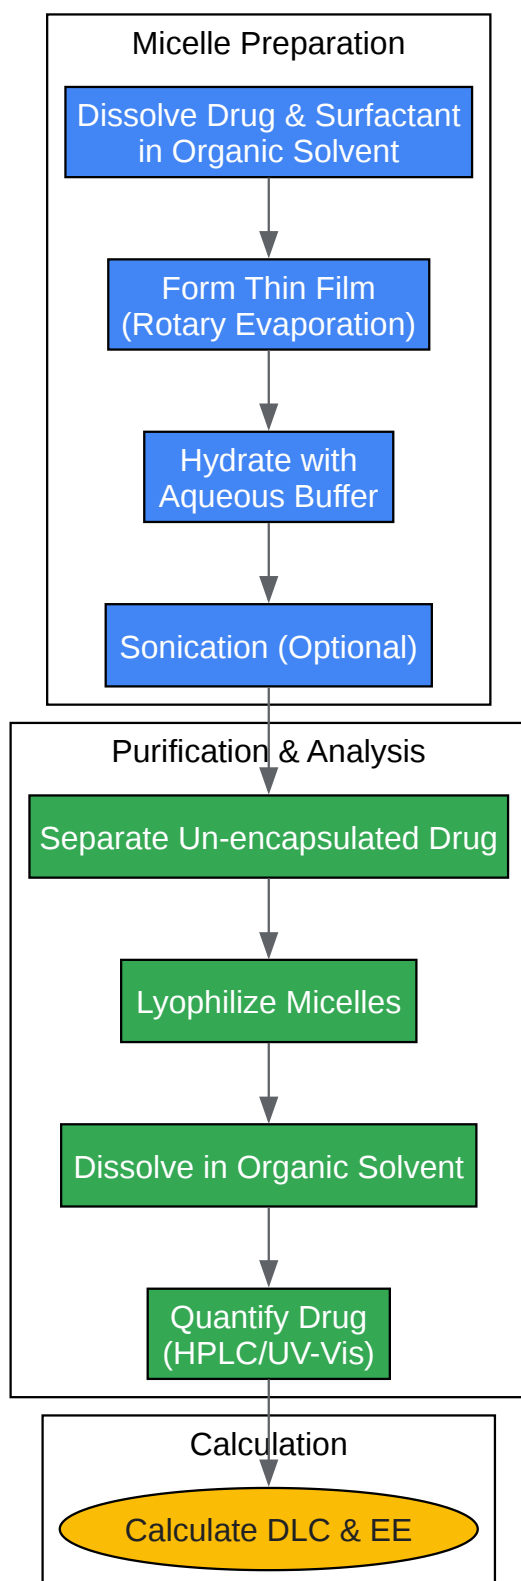 Micelle Preparation
Dissolve Drug & Surfactant
in Organic Solvent
Form Thin Film
(Rotary Evaporation)
Hydrate with
Aqueous Buffer
Sonication (Optional)
Purification & Analysis
Separate Un-encapsulated Drug
Lyophilize Micelles
Dissolve in Organic Solvent
Quantify Drug
(HPLC/UV-Vis)
Calculation
Calculate DLC & EE